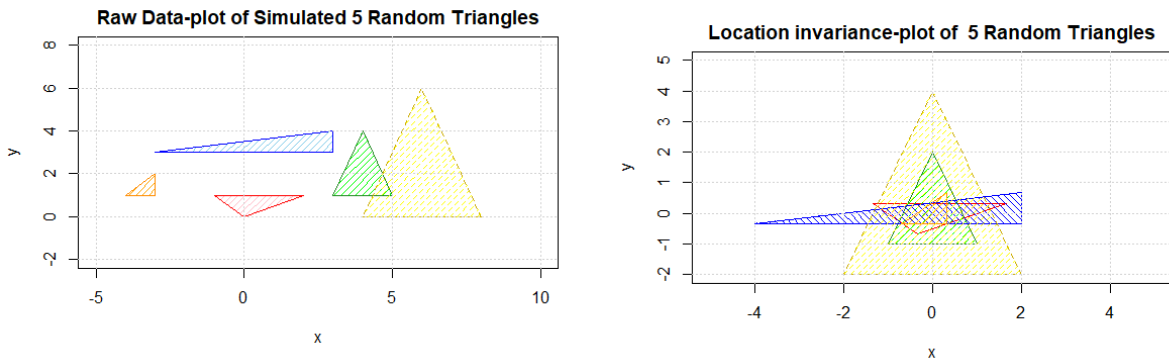 Raw Data-plot of Simulated 5 Random Triangles
8
6
4
2
0
-2
y
-5 0 5 10
x
Location invariance-plot of 5 Random Triangles
5
4
3
2
1
0
-1
-2
y
-4 -2 0 2 4
x